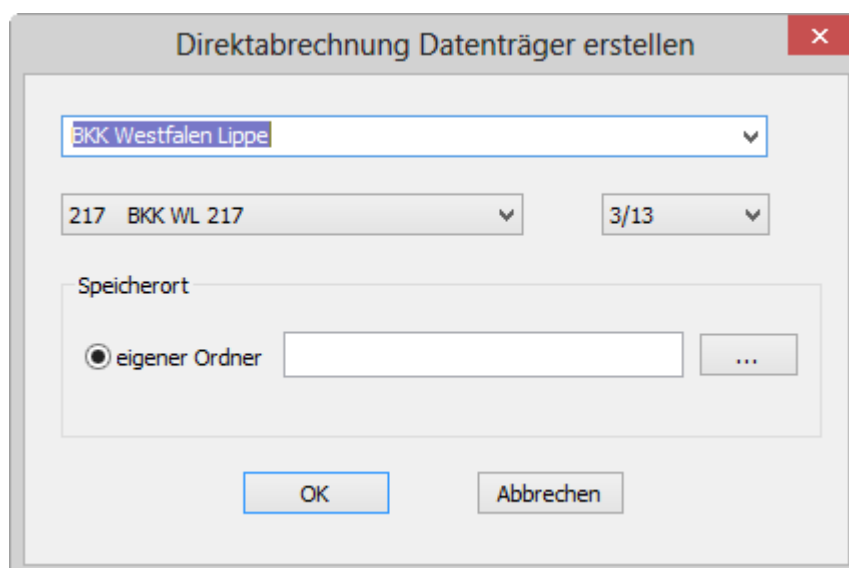 Direktabrechnung Datenträger erstellen
BKK Westfalen Lippe
217 BKK WL 217 3/13
Speicherort
eigener Ordner ...
OK Abbrechen